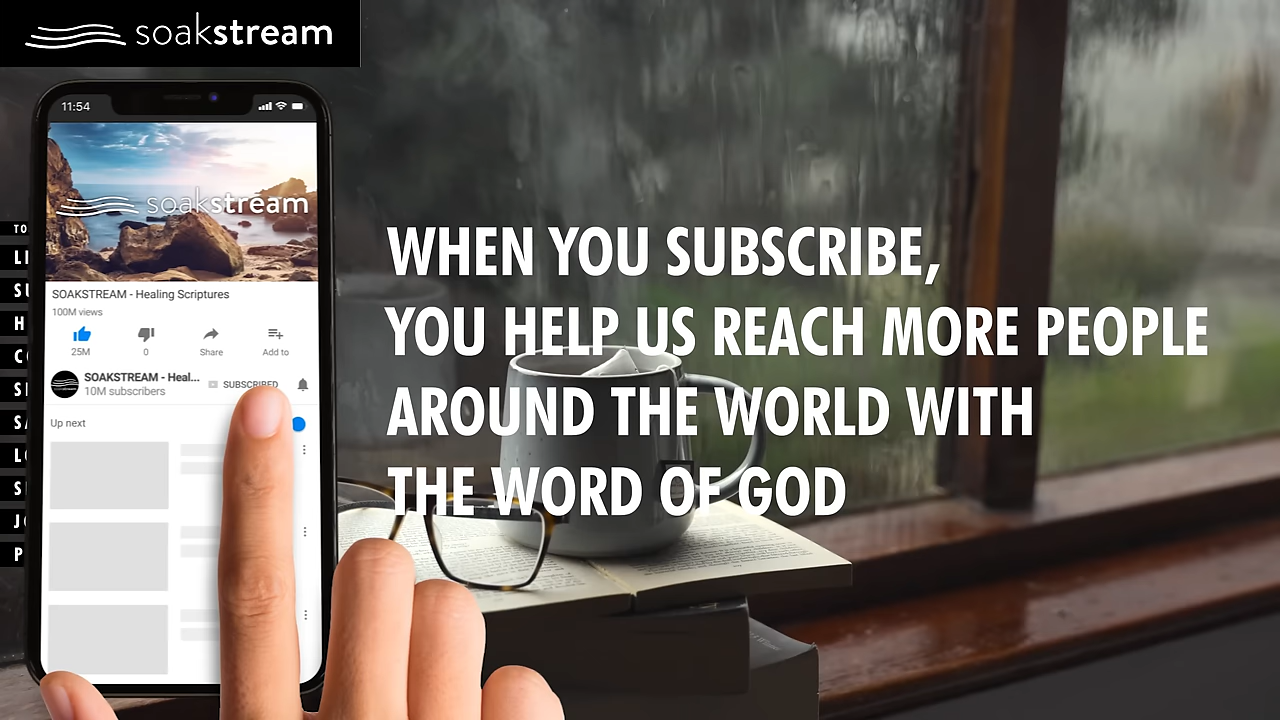 soakstream
11:54
soakstream
SOAKSTREAM - Healing Scriptures
100M views
25M
0
Share
Add to
SOAKSTREAM - Heal...
10M subscribers
SUBSCRIBED
Up next
WHEN YOU SUBSCRIBE,
YOU HELP US REACH MORE PEOPLE
AROUND THE WORLD WITH
THE WORD OF GOD